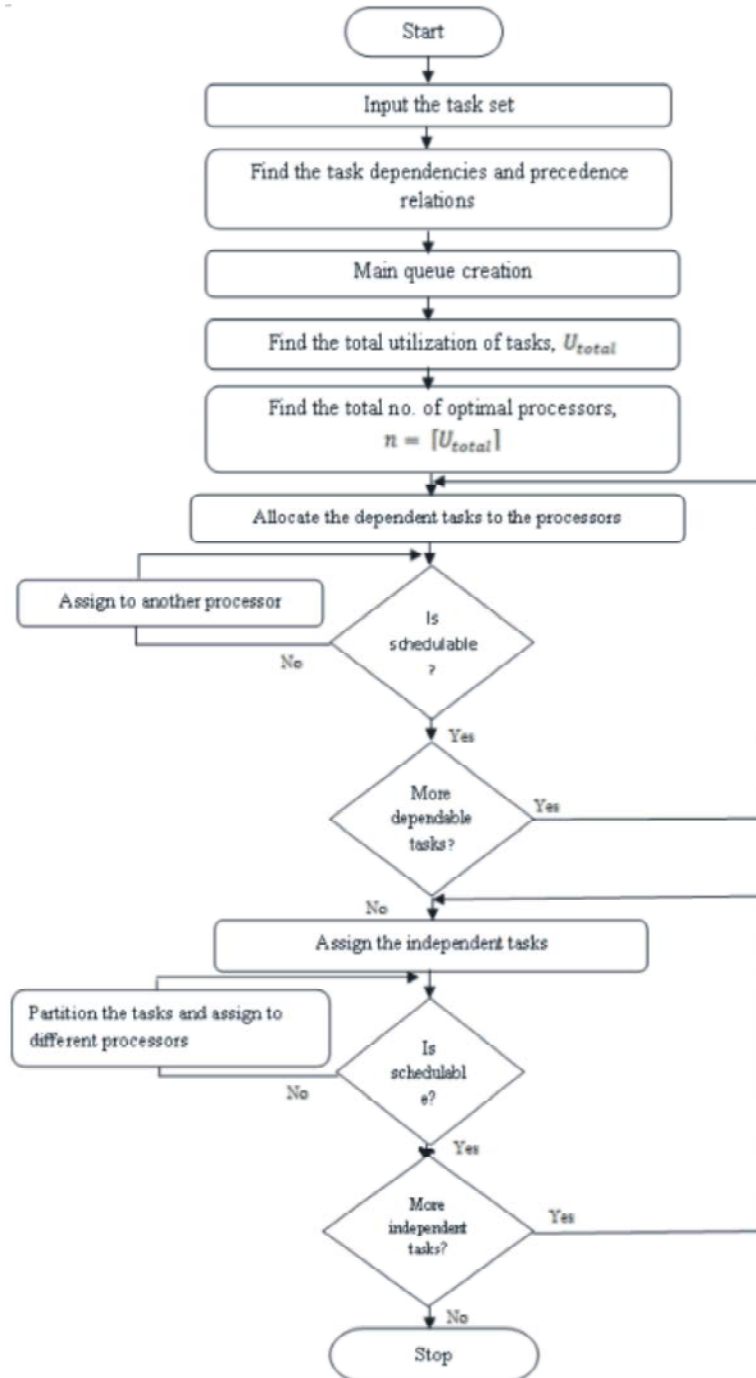 Start
Input the task set
Find the task dependencies and precedence
relations
Main queue creation
Find the total utilization of tasks, U_total
Find the total no. of optimal processors,
n = ⌈U_total⌉
Allocate the dependent tasks to the processors
Assign to another processor
Is
schedulable
?
No
Yes
More
dependable
tasks?
Yes
No
Assign the independent tasks
Partition the tasks and assign to
different processors
Is
schedulabl
e?
No
Yes
More
independent
tasks?
Yes
No
Stop